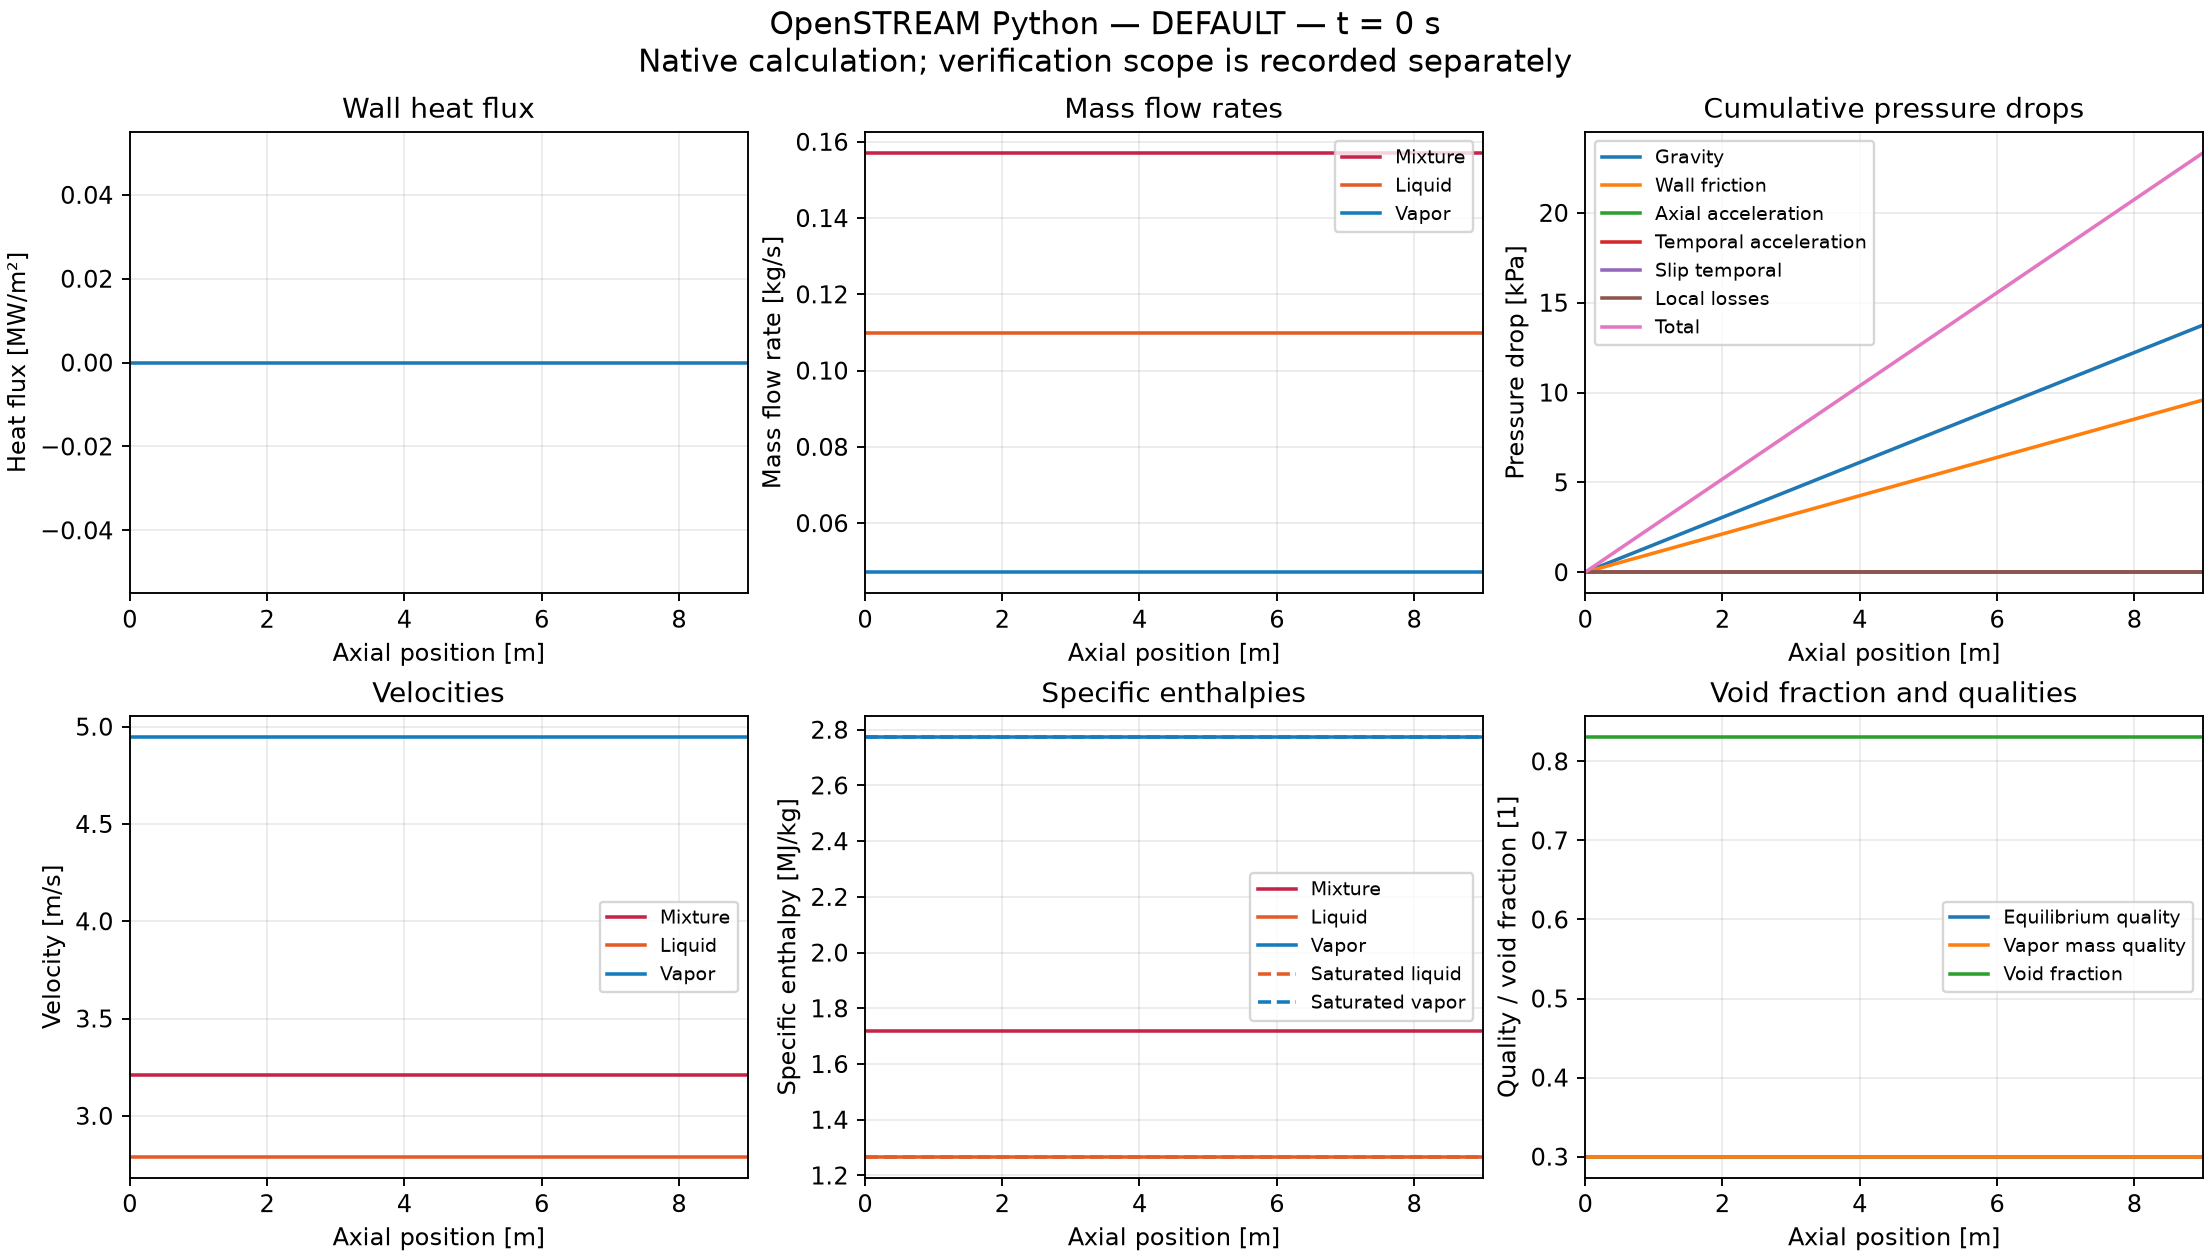 OpenSTREAM Python — DEFAULT — t = 0 s
Native calculation; verification scope is recorded separately
Wall heat flux
Heat flux [MW/m²]
0.04
0.02
0.00
−0.02
−0.04
0 2 4 6 8
Axial position [m]
Mass flow rates
Mass flow rate [kg/s]
0.16
0.14
0.12
0.10
0.08
0.06
Mixture
Liquid
Vapor
0 2 4 6 8
Axial position [m]
Cumulative pressure drops
Pressure drop [kPa]
20
15
10
5
0
Gravity
Wall friction
Axial acceleration
Temporal acceleration
Slip temporal
Local losses
Total
0 2 4 6 8
Axial position [m]
Velocities
Velocity [m/s]
5.0
4.5
4.0
3.5
3.0
Mixture
Liquid
Vapor
0 2 4 6 8
Axial position [m]
Specific enthalpies
Specific enthalpy [MJ/kg]
2.8
2.6
2.4
2.2
2.0
1.8
1.6
1.4
1.2
Mixture
Liquid
Vapor
Saturated liquid
Saturated vapor
0 2 4 6 8
Axial position [m]
Void fraction and qualities
Quality / void fraction [1]
0.8
0.7
0.6
0.5
0.4
0.3
Equilibrium quality
Vapor mass quality
Void fraction
0 2 4 6 8
Axial position [m]